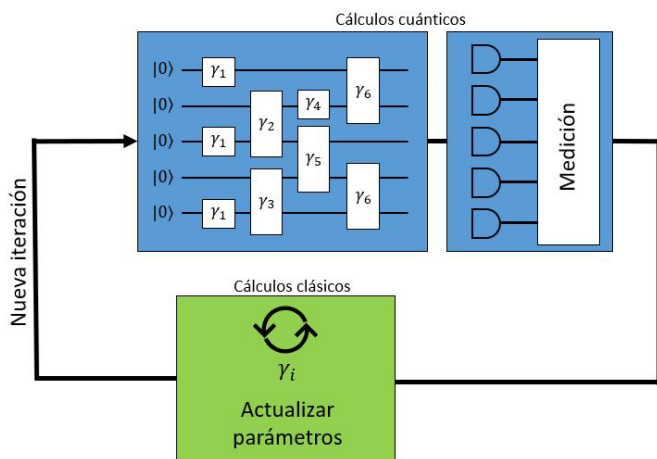 Cálculos cuánticos
|0⟩ γ₁ γ₆
|0⟩ γ₂ γ₄
|0⟩ γ₁ γ₅
|0⟩ γ₃ γ₆
|0⟩ γ₁
Medición
Nueva iteración
Cálculos clásicos
γᵢ
Actualizar
parámetros